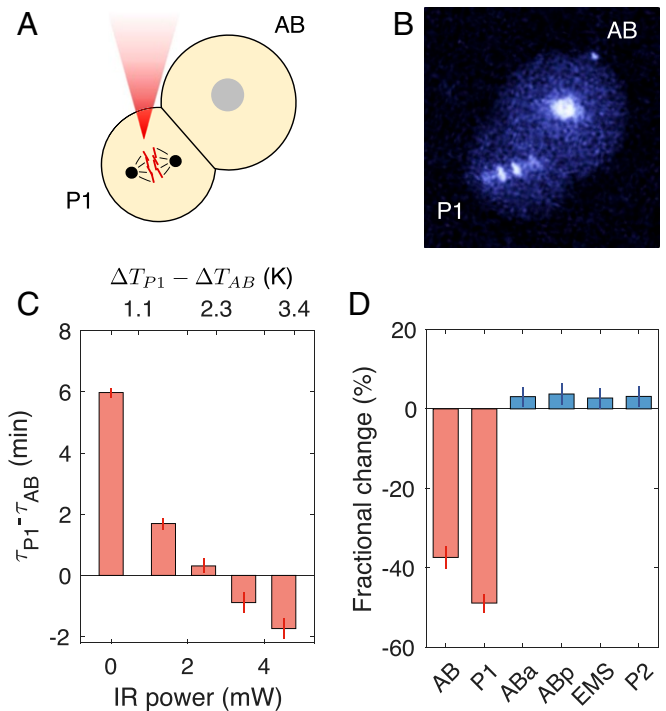 A
AB
P1
B
AB
P1
C
ΔT_{P1} − ΔT_{AB} (K)
1.1 2.3 3.4
8
6
4
2
0
-2
τ_{P1}-τ_{AB} (min)
0 2 4
IR power (mW)
D
20
0
-20
-40
-60
Fractional change (%)
AB P1 ABa ABp EMS P2